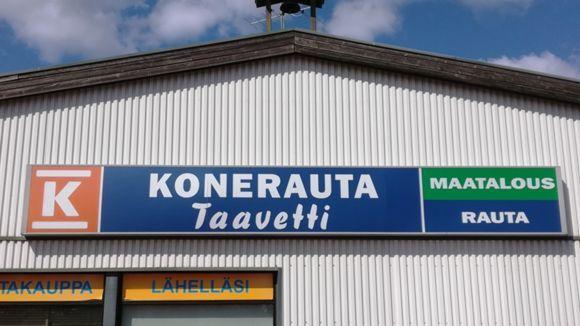 K
KONERAUTA
Taavetti
MAATALOUS
RAUTA
TAKAUPPA
LÄHELLÄSI